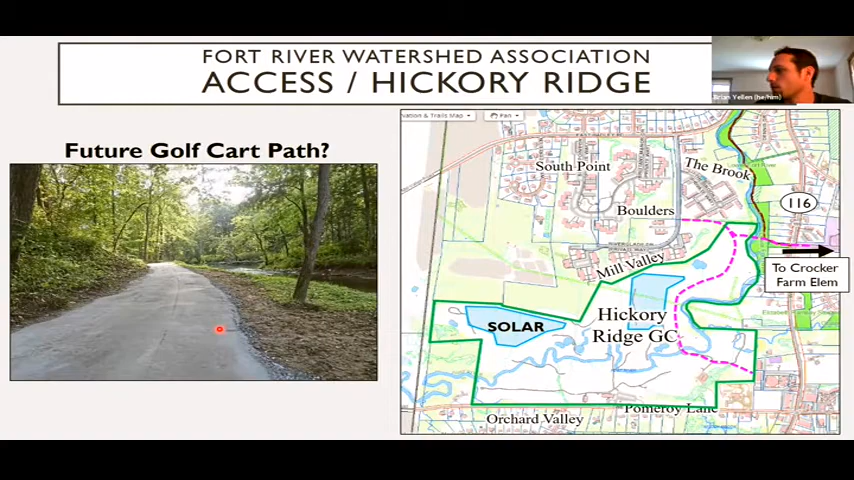 FORT RIVER WATERSHED ASSOCIATION
ACCESS / HICKORY RIDGE
Brian Yellen (he/him)
Future Golf Cart Path?
South Point
The Brook
Boulders
116
Mill Valley
To Crocker
Farm Elem
Hickory
Ridge GC
SOLAR
Pomeroy Lane
Orchard Valley